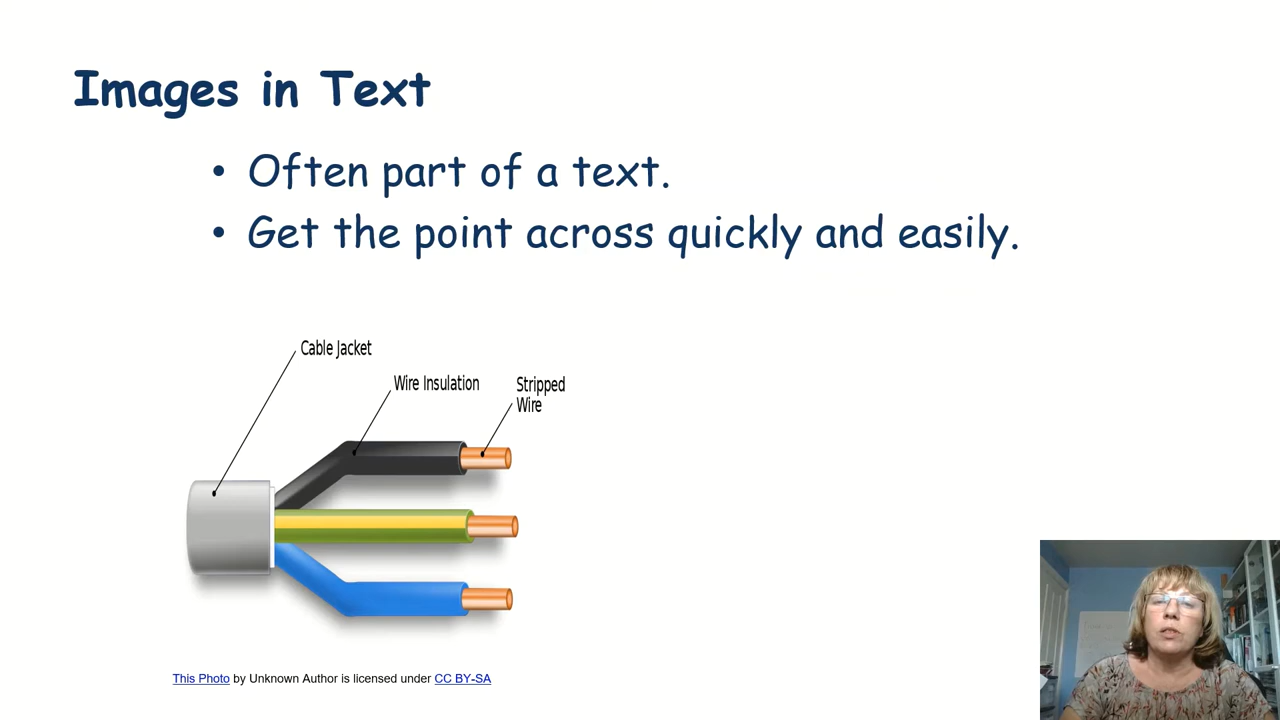 Images in Text
• Often part of a text.
• Get the point across quickly and easily.
Cable Jacket
Wire Insulation
Stripped
Wire
This Photo by Unknown Author is licensed under CC BY-SA